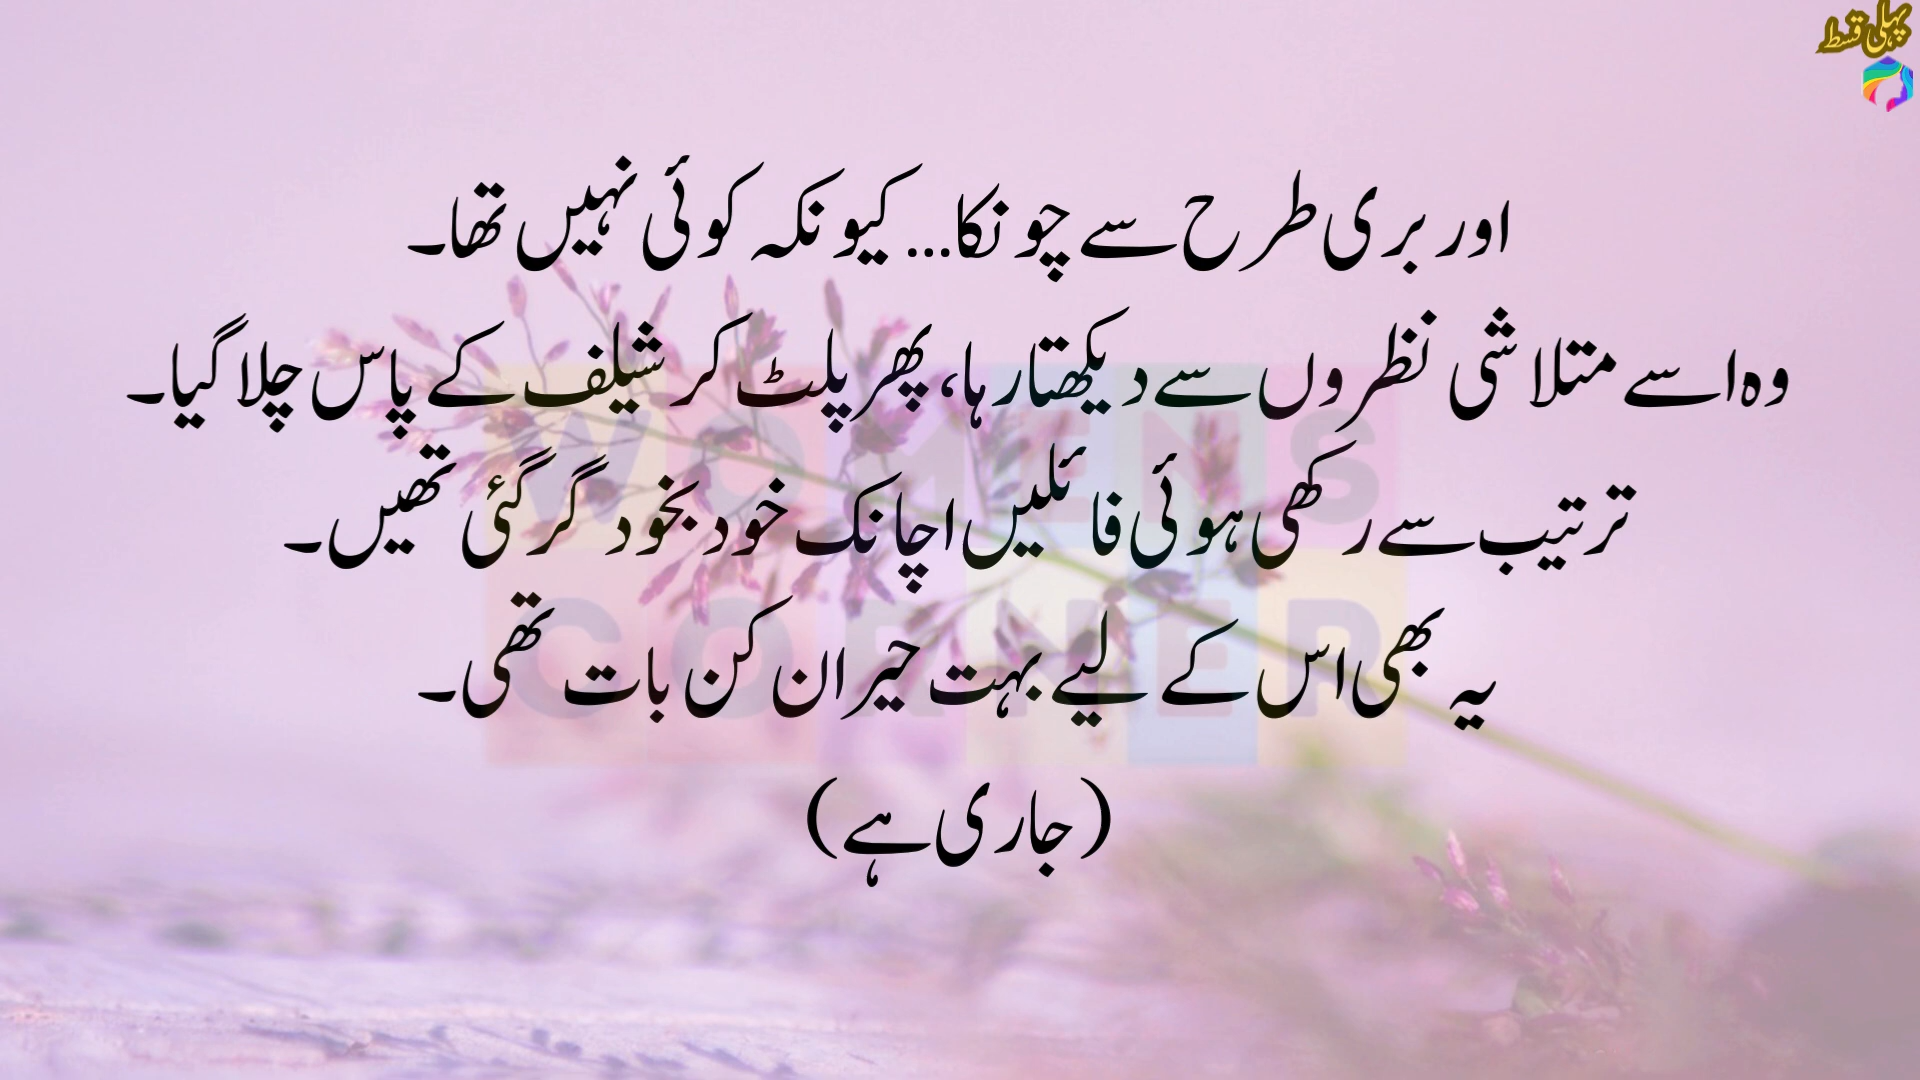 پہلی قسط
اور بری طرح سے چونکا... کیونکہ کوئی نہیں تھا۔
وہ اسے متلاشی نظروں سے دیکھتا رہا، پھر پلٹ کر شیلف کے پاس چلا گیا۔
ترتیب سے رکھی ہوئی فائلیں اچانک خود بخود گر گئی تھیں۔
یہ بھی اس کے لیے بہت حیران کن بات تھی۔
(جاری ہے)
WOMENS
CORNER